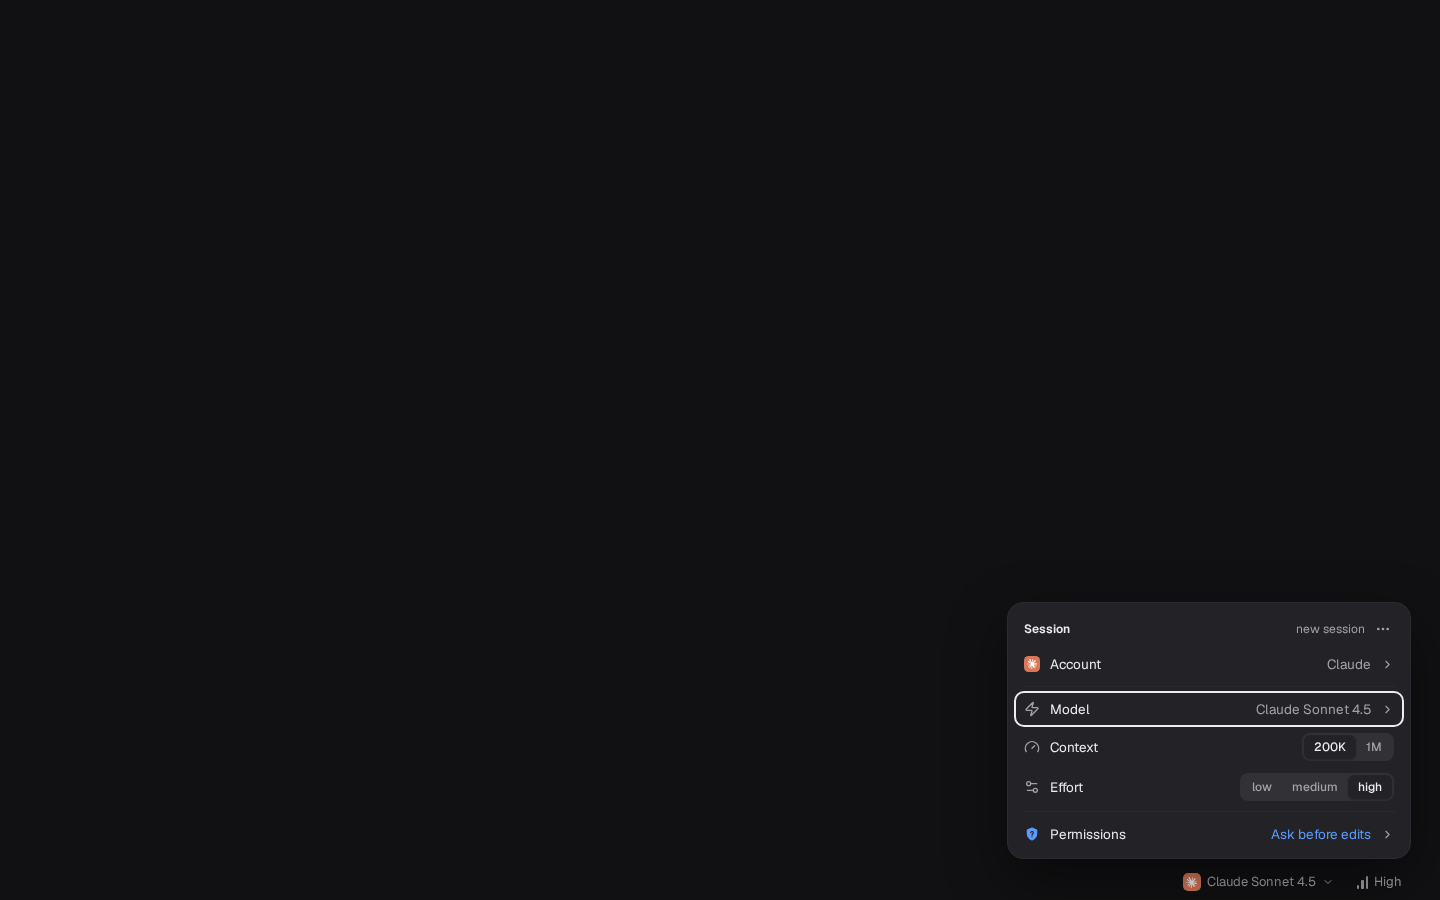 Session new session
Account Claude
Model Claude Sonnet 4.5
Context 200K 1M
Effort low medium high
Permissions Ask before edits
Claude Sonnet 4.5 High